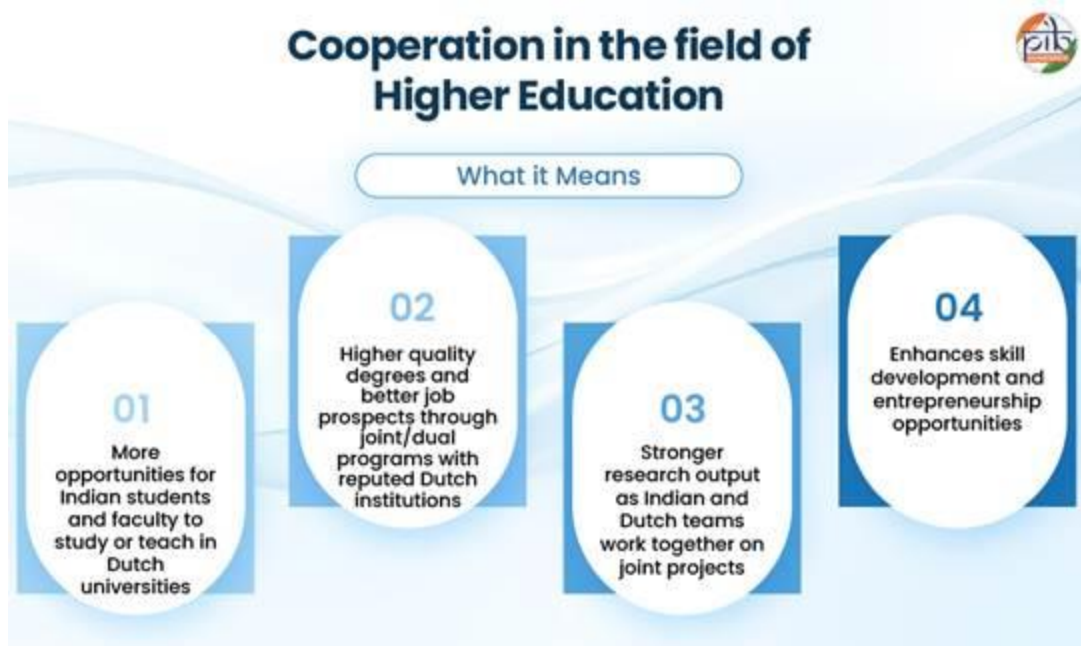 Cooperation in the field of
Higher Education
pib
What it Means
01
More
opportunities for
Indian students
and faculty to
study or teach in
Dutch
universities
02
Higher quality
degrees and
better job
prospects through
joint/dual
programs with
reputed Dutch
institutions
03
Stronger
research output
as Indian and
Dutch teams
work together on
joint projects
04
Enhances skill
development and
entrepreneurship
opportunities